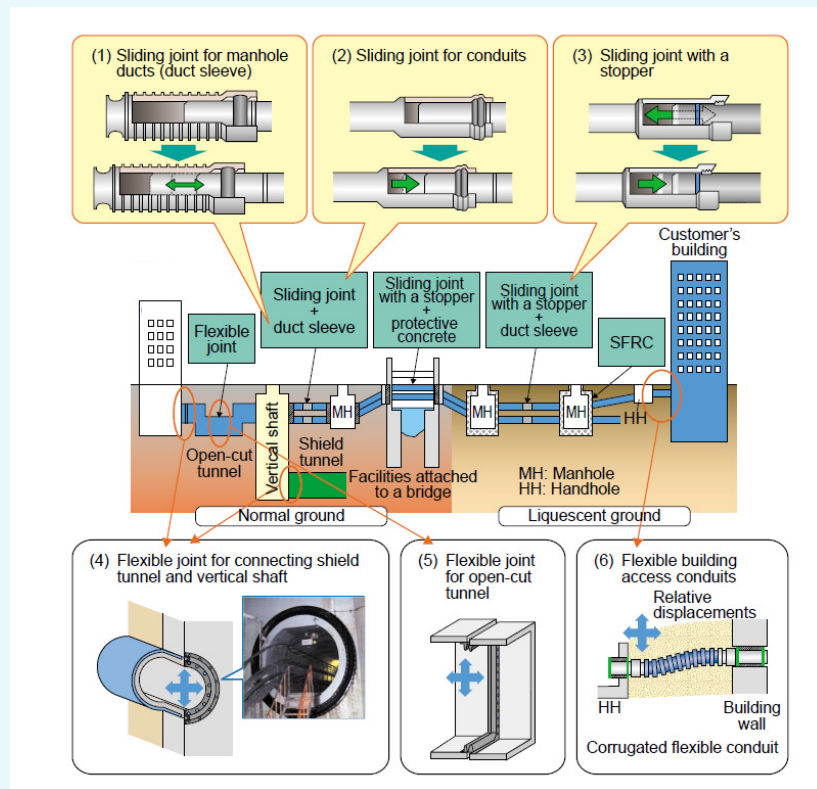 (1) Sliding joint for manhole
ducts (duct sleeve)
(2) Sliding joint for conduits
(3) Sliding joint with a
stopper
Customer's
building
Flexible
joint
Sliding joint
+
duct sleeve
Sliding joint
with a stopper
+
protective
concrete
Sliding joint
with a stopper
+
duct sleeve
SFRC
MH
MH
MH
HH
Open-cut
tunnel
Vertical shaft
Shield
tunnel
Facilities attached
to a bridge
MH: Manhole
HH: Handhole
Normal ground
Liquescent ground
(4) Flexible joint for connecting shield
tunnel and vertical shaft
(5) Flexible joint
for open-cut
tunnel
(6) Flexible building
access conduits
Relative
displacements
HH
Building
wall
Corrugated flexible conduit